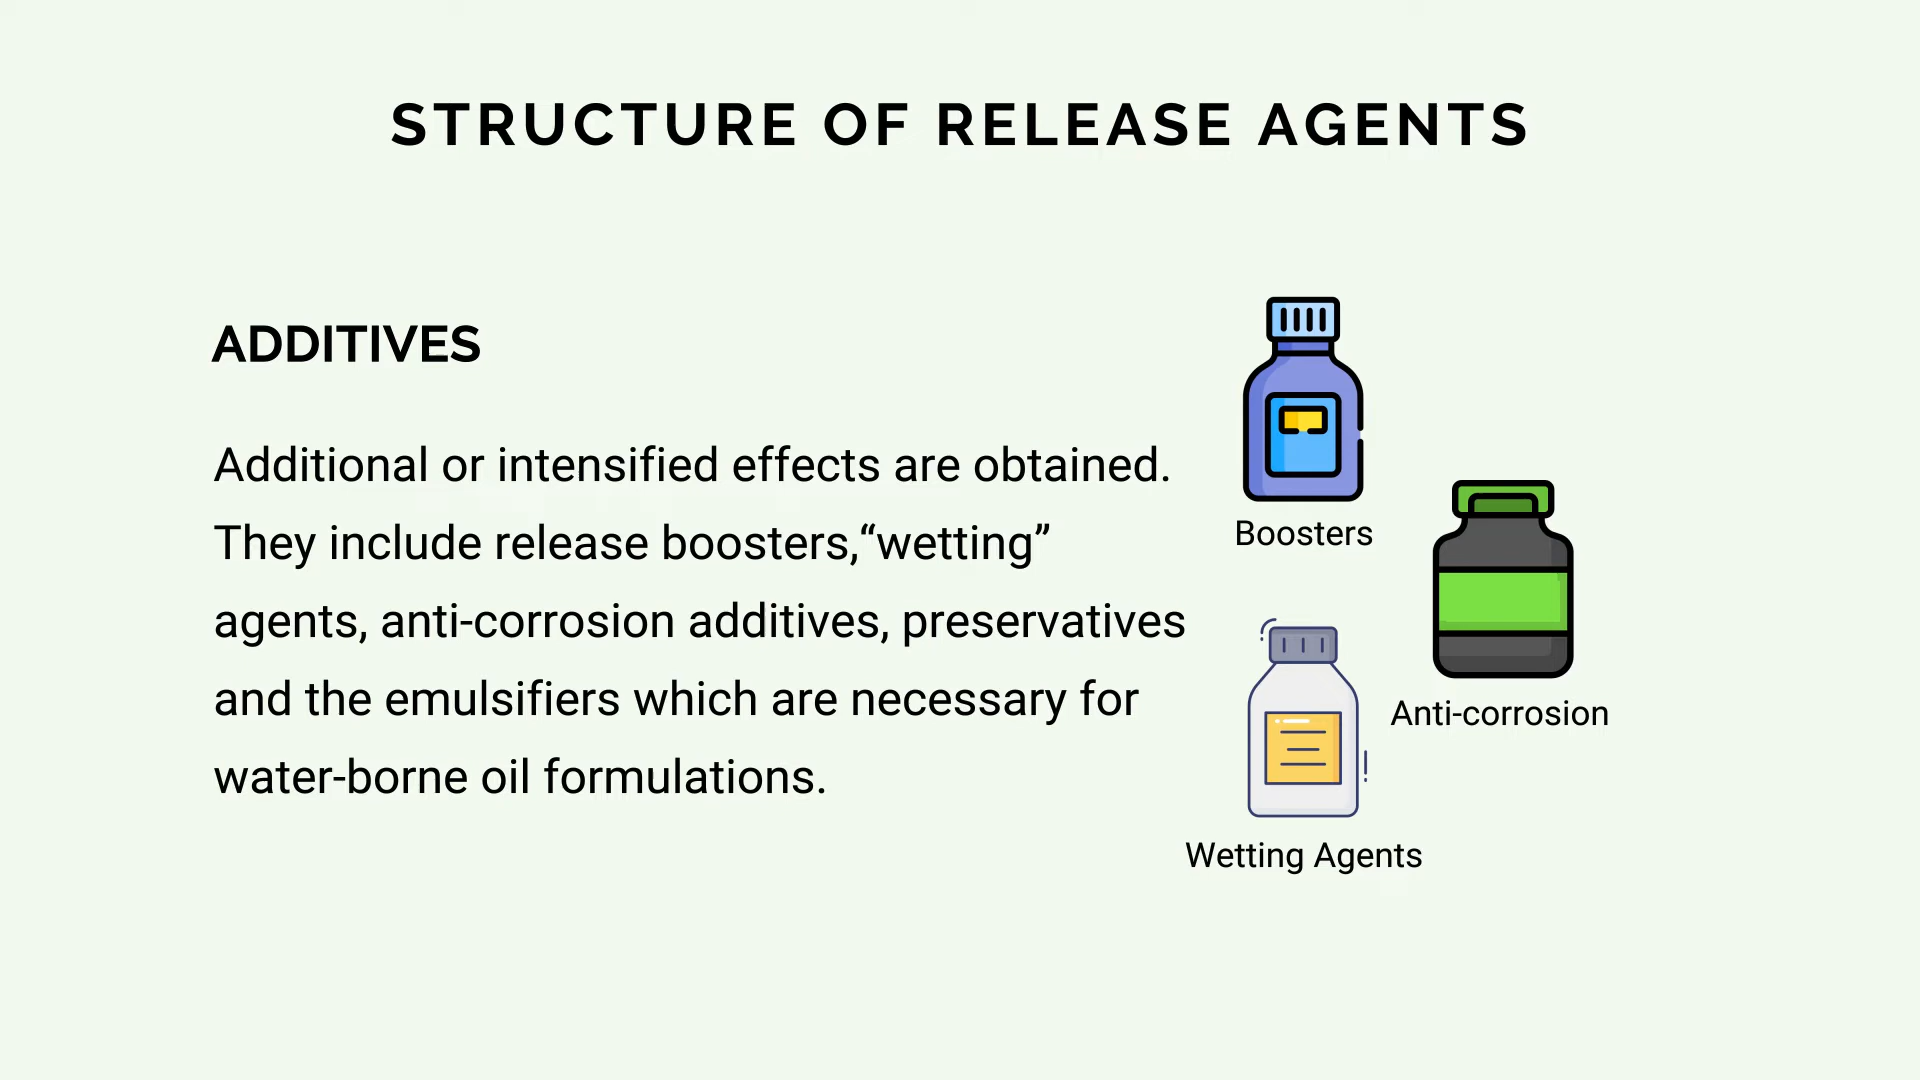 STRUCTURE OF RELEASE AGENTS
ADDITIVES
Additional or intensified effects are obtained.
They include release boosters,“wetting”
agents, anti-corrosion additives, preservatives
and the emulsifiers which are necessary for
water-borne oil formulations.
Boosters
Anti-corrosion
Wetting Agents